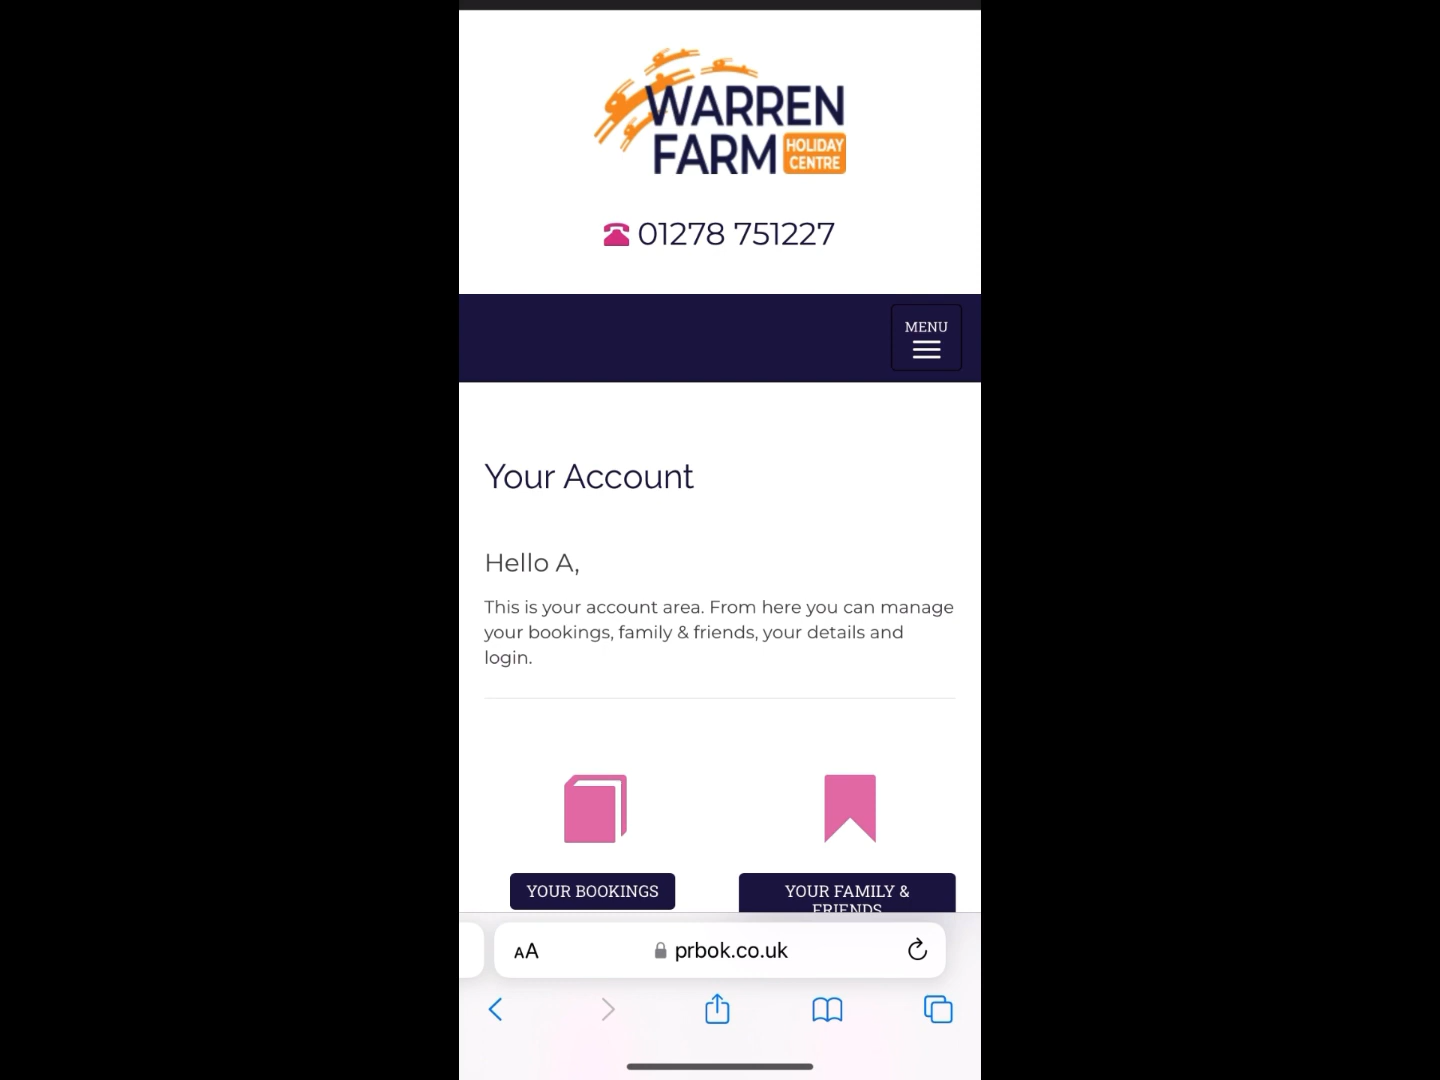 WARREN
FARM HOLIDAY CENTRE
01278 751227
MENU
Your Account
Hello A,
This is your account area. From here you can manage
your bookings, family & friends, your details and
login.
YOUR BOOKINGS
YOUR FAMILY &
FRIENDS
AA
prbok.co.uk